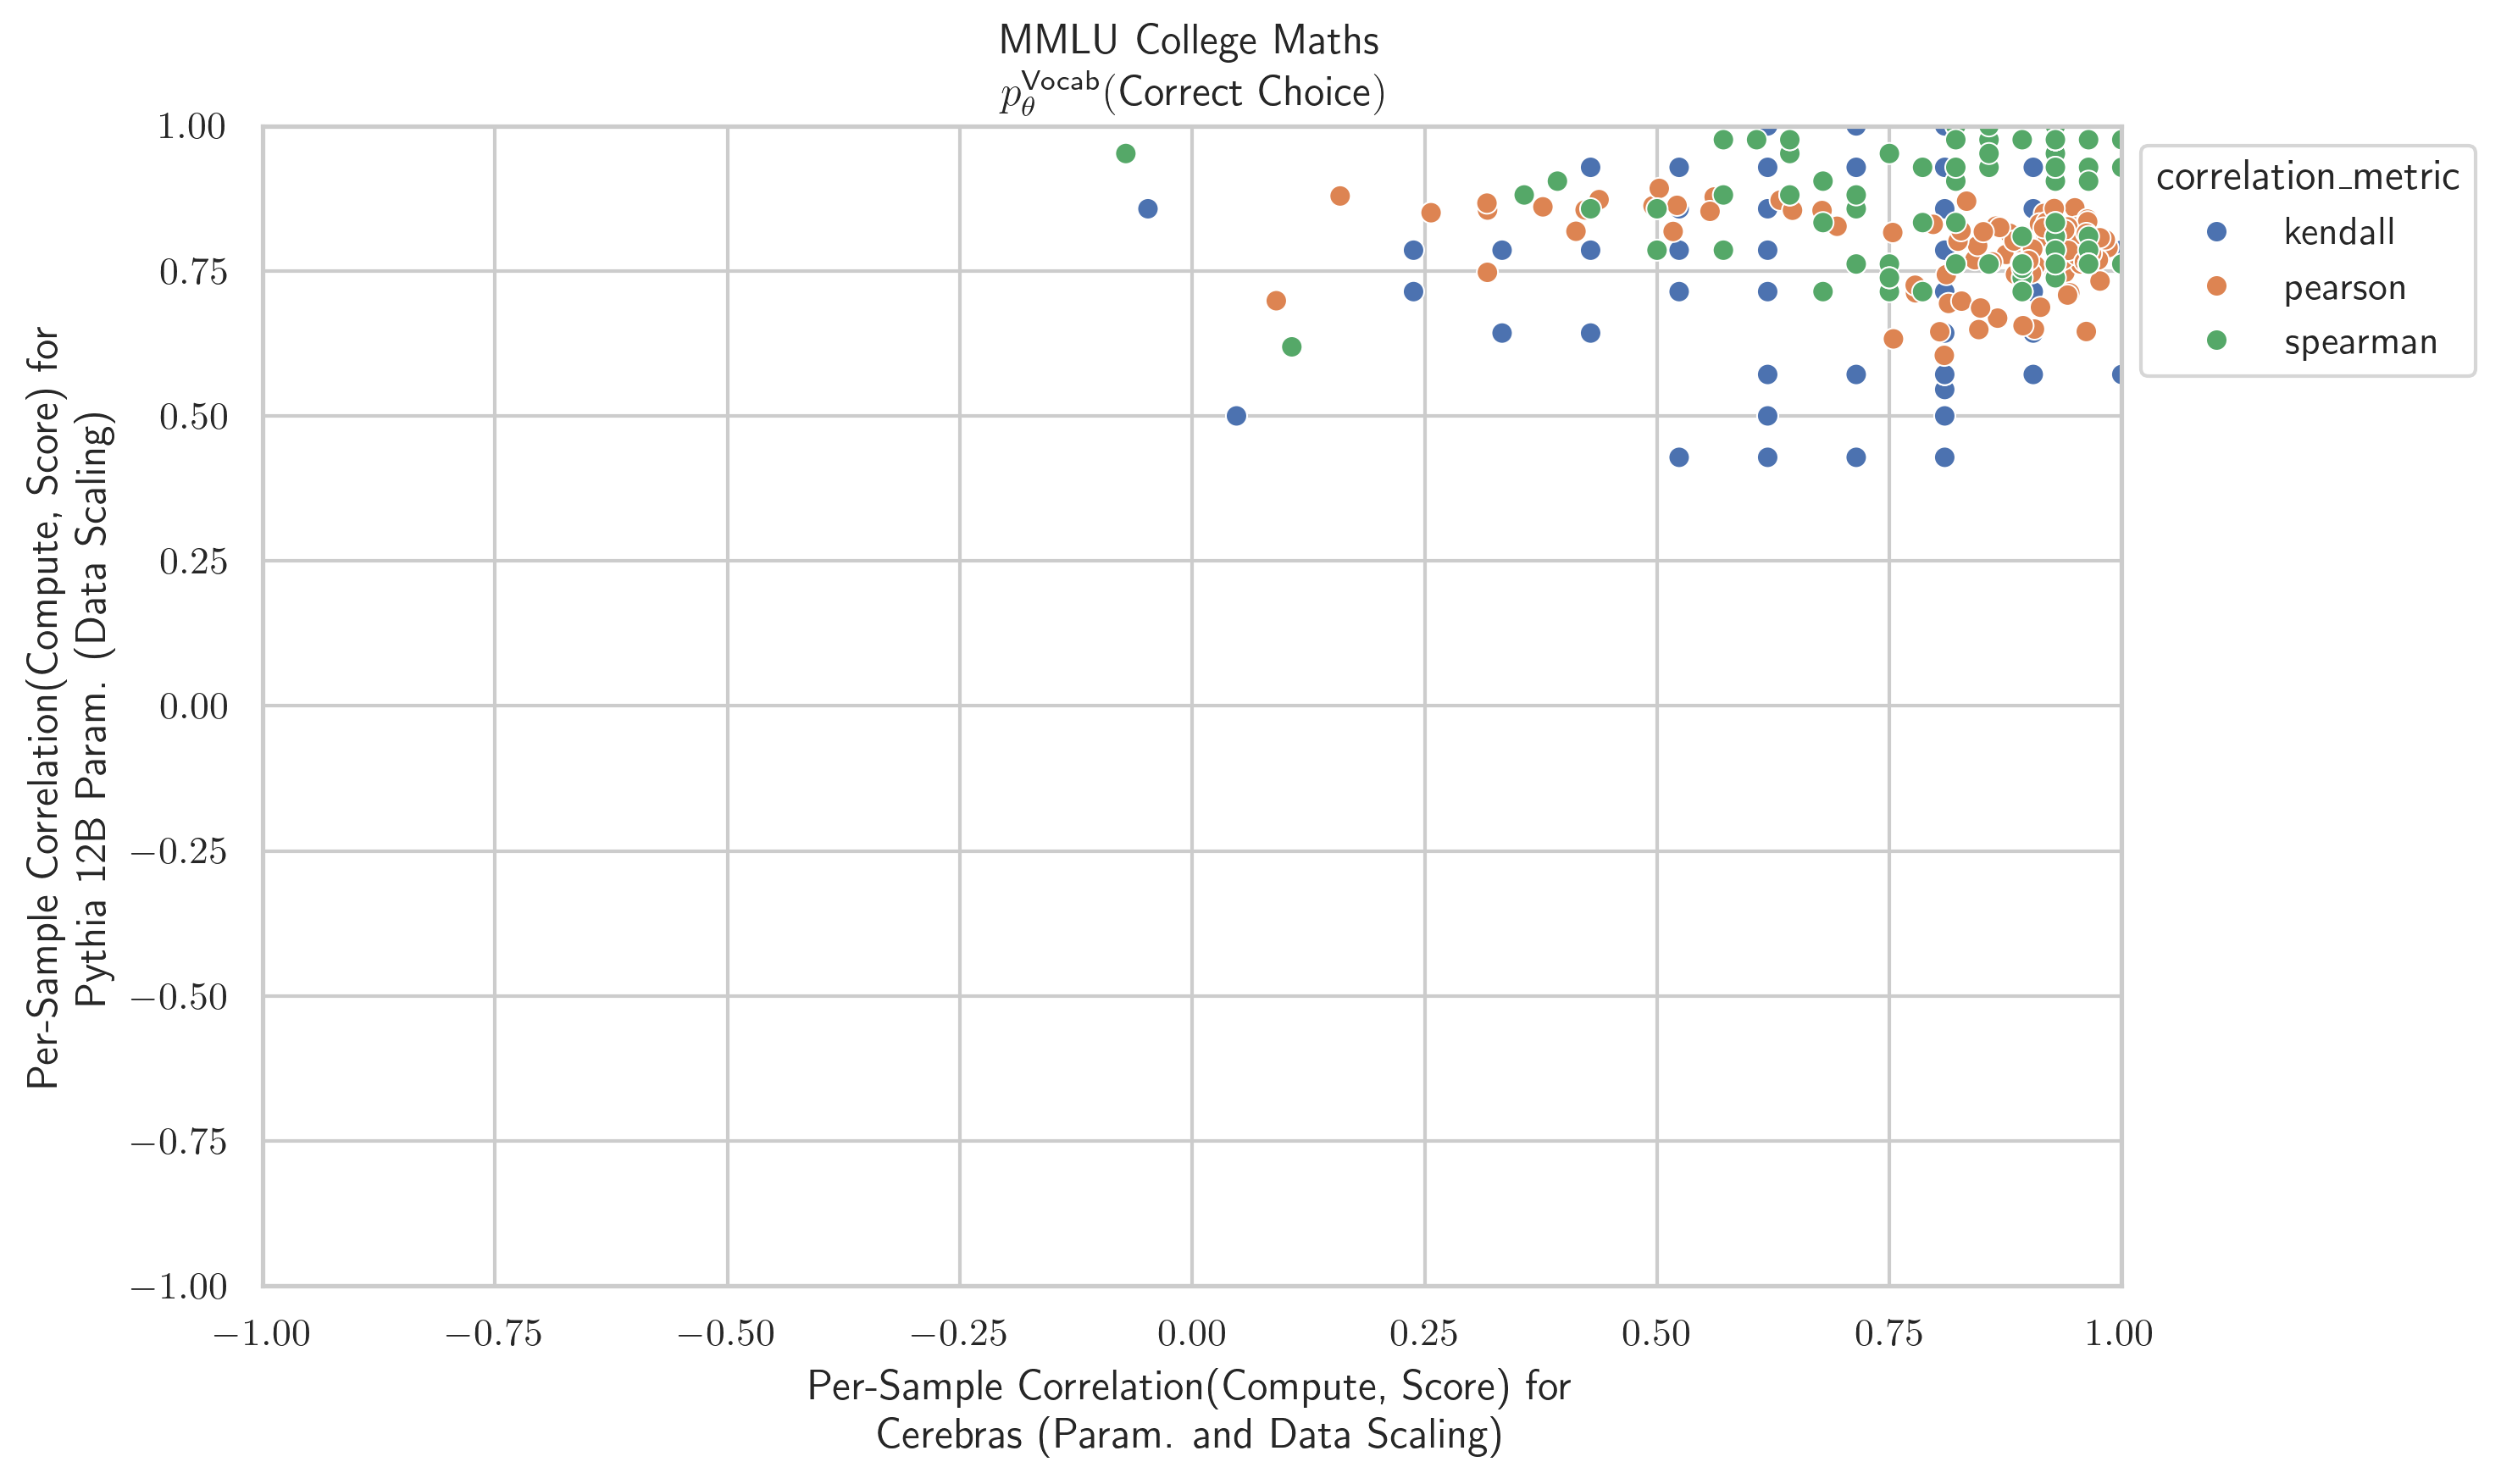 MMLU College Maths
p_θ^Vocab(Correct Choice)
1.00
0.75
0.50
0.25
0.00
−0.25
−0.50
−0.75
−1.00
Per-Sample Correlation(Compute, Score) for
Pythia 12B Param. (Data Scaling)
correlation_metric
kendall
pearson
spearman
−1.00 −0.75 −0.50 −0.25 0.00 0.25 0.50 0.75 1.00
Per-Sample Correlation(Compute, Score) for
Cerebras (Param. and Data Scaling)